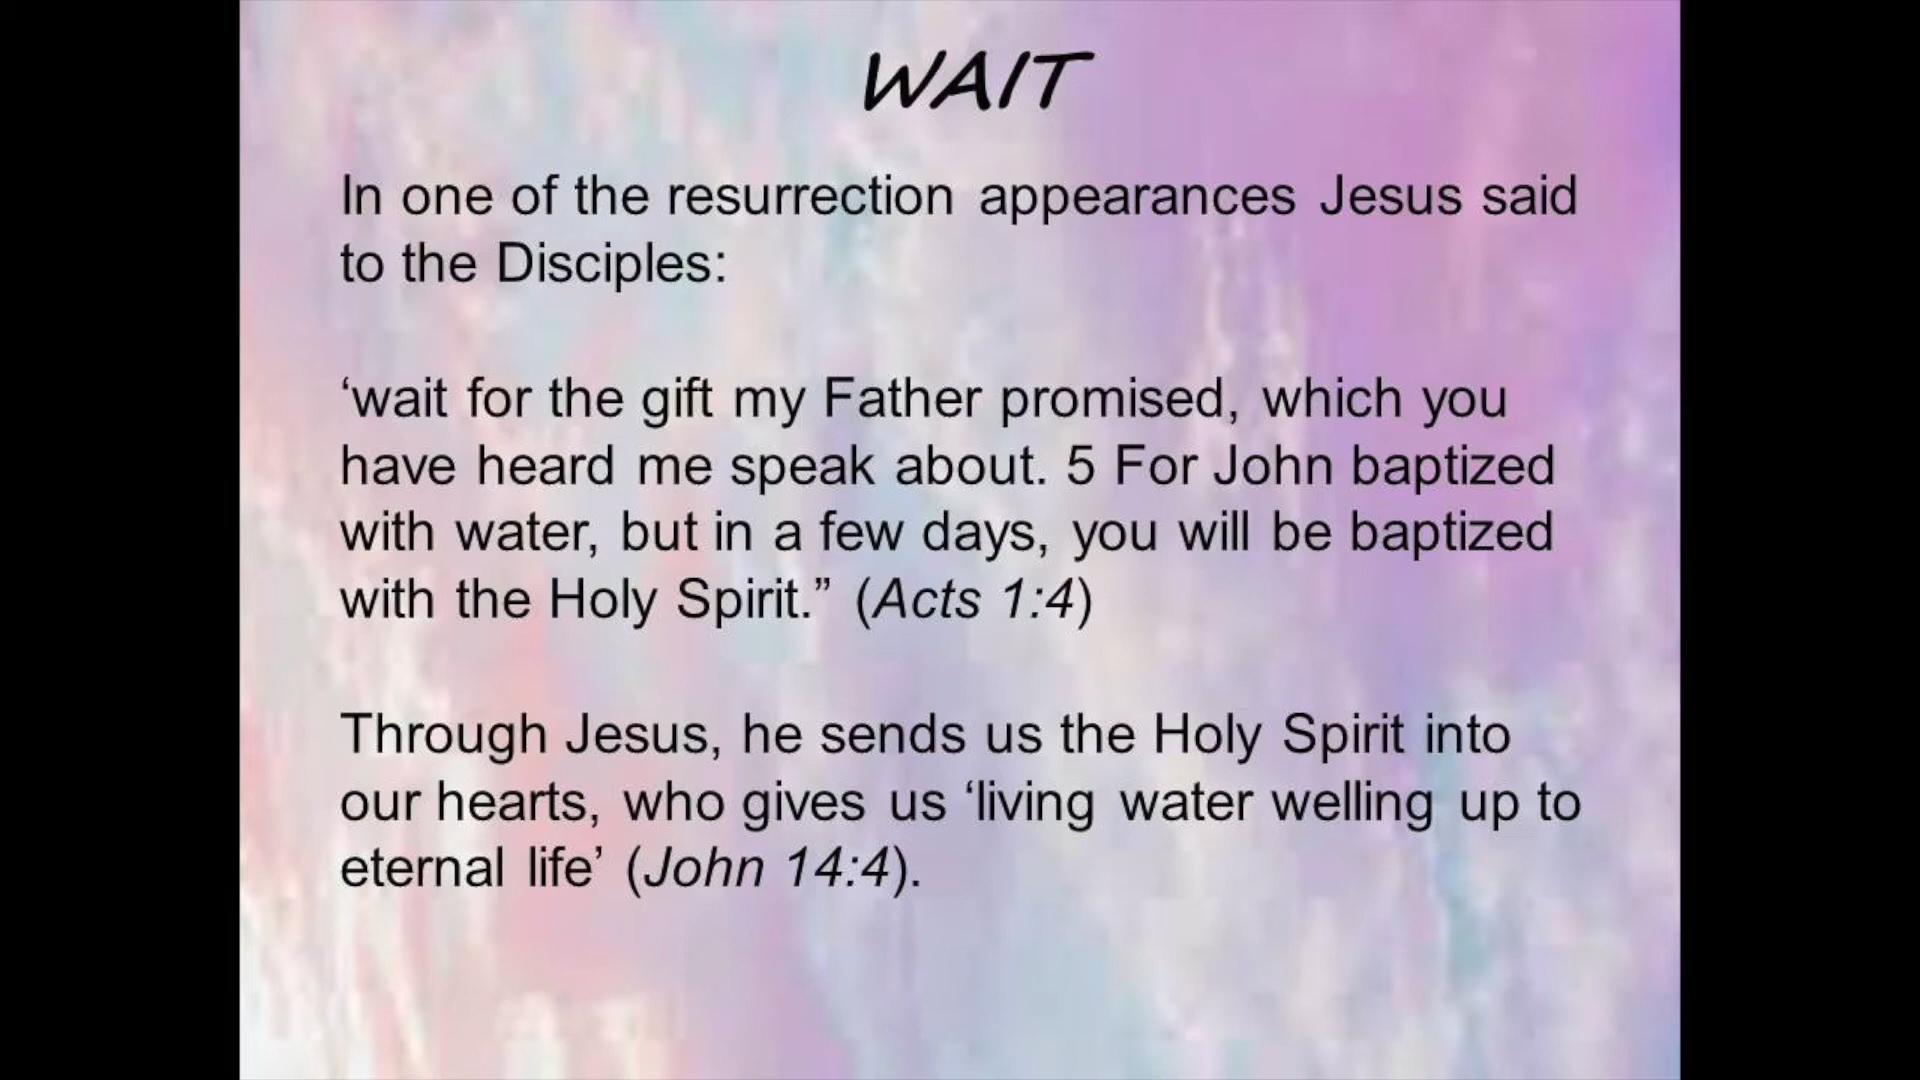 WAIT
In one of the resurrection appearances Jesus said
to the Disciples:
‘wait for the gift my Father promised, which you
have heard me speak about. 5 For John baptized
with water, but in a few days, you will be baptized
with the Holy Spirit.” (Acts 1:4)
Through Jesus, he sends us the Holy Spirit into
our hearts, who gives us ‘living water welling up to
eternal life’ (John 14:4).